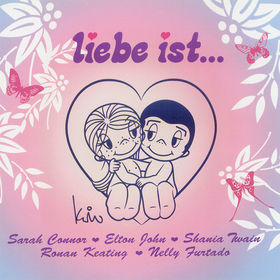 liebe ist...
kim
Sarah Connor ❤ Elton John ❤ Shania Twain
Ronan Keating ❤ Nelly Furtado